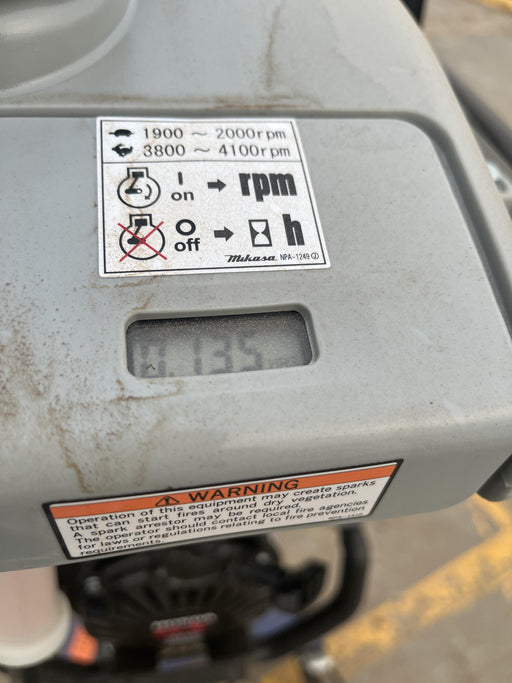 1900 ~ 2000rpm
3800 ~ 4100rpm
I on → rpm
O off → h
Mikasa NPA-1249
WARNING
Operation of this equipment may create sparks
that can start fires around dry vegetation.
A spark arrestor may be required.
The operator should contact local fire agencies
for laws or regulations relating to fire prevention
requirements.